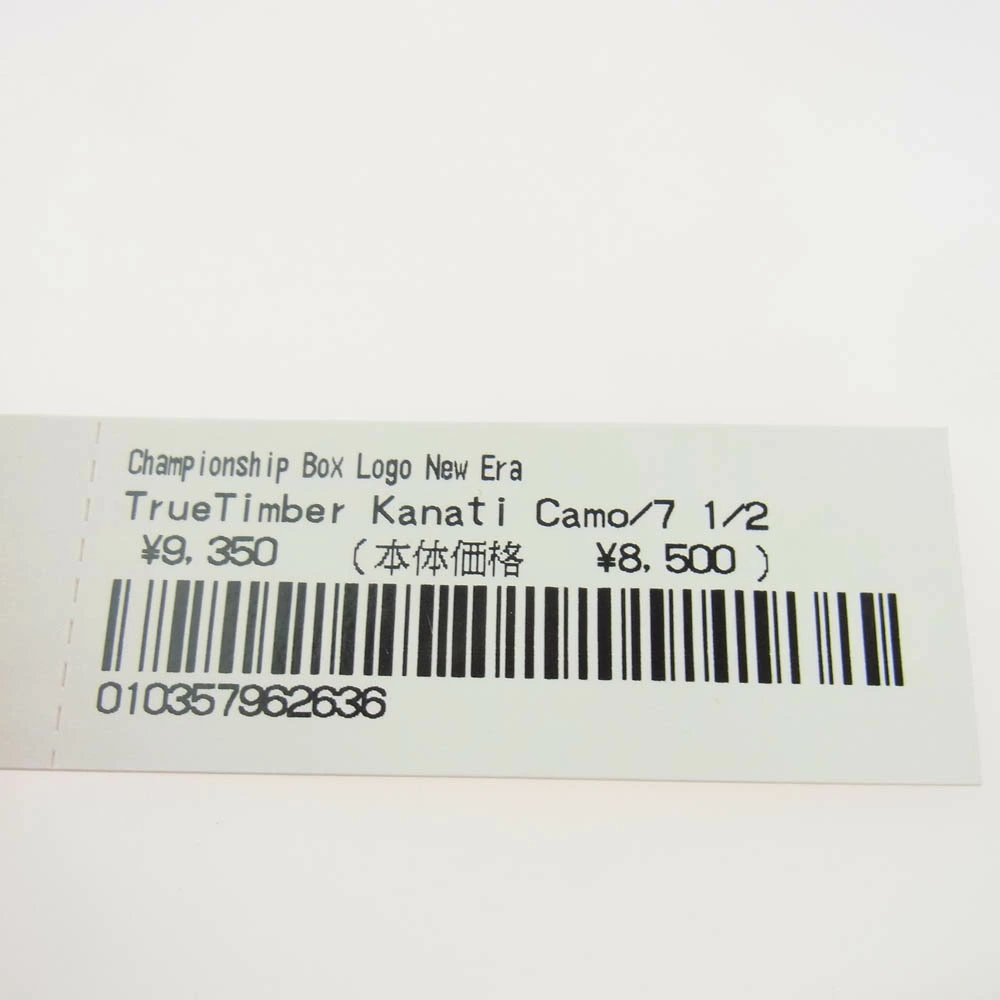 Championship Box Logo New Era
TrueTimber Kanati Camo/7 1/2
¥9,350 (本体価格 ¥8,500)
010357962636